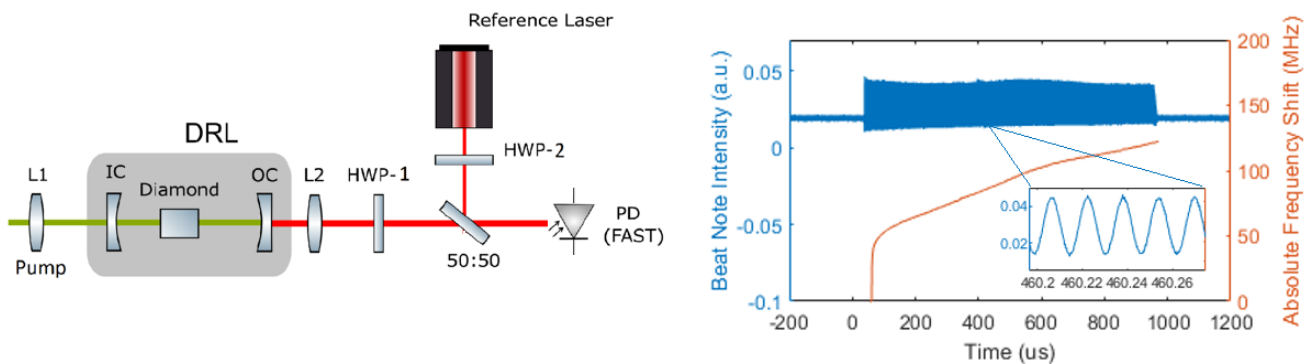 Reference Laser
DRL
HWP-2
L1
IC
Diamond
OC
L2
HWP-1
PD
(FAST)
Pump
50:50
Beat Note Intensity (a.u.)
0.05
0
-0.05
-0.1
200
150
100
50
0
Absolute Frequency Shift (MHz)
0.04
0.02
460.2 460.22 460.24 460.26
-200 0 200 400 600 800 1000 1200
Time (us)